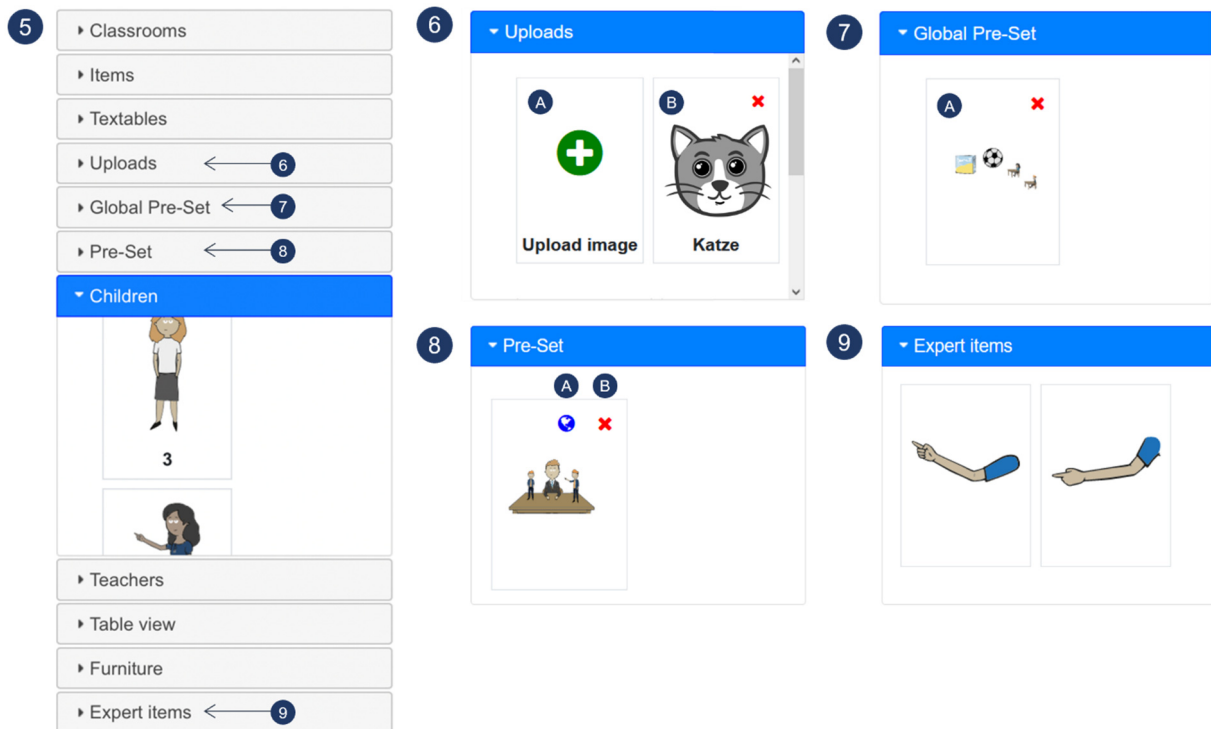 5
Classrooms
Items
Textables
Uploads 6
Global Pre-Set 7
Pre-Set 8
Children
3
Teachers
Table view
Furniture
Expert items 9
6
Uploads
A
B
Upload image
Katze
7
Global Pre-Set
A
8
Pre-Set
A B
9
Expert items